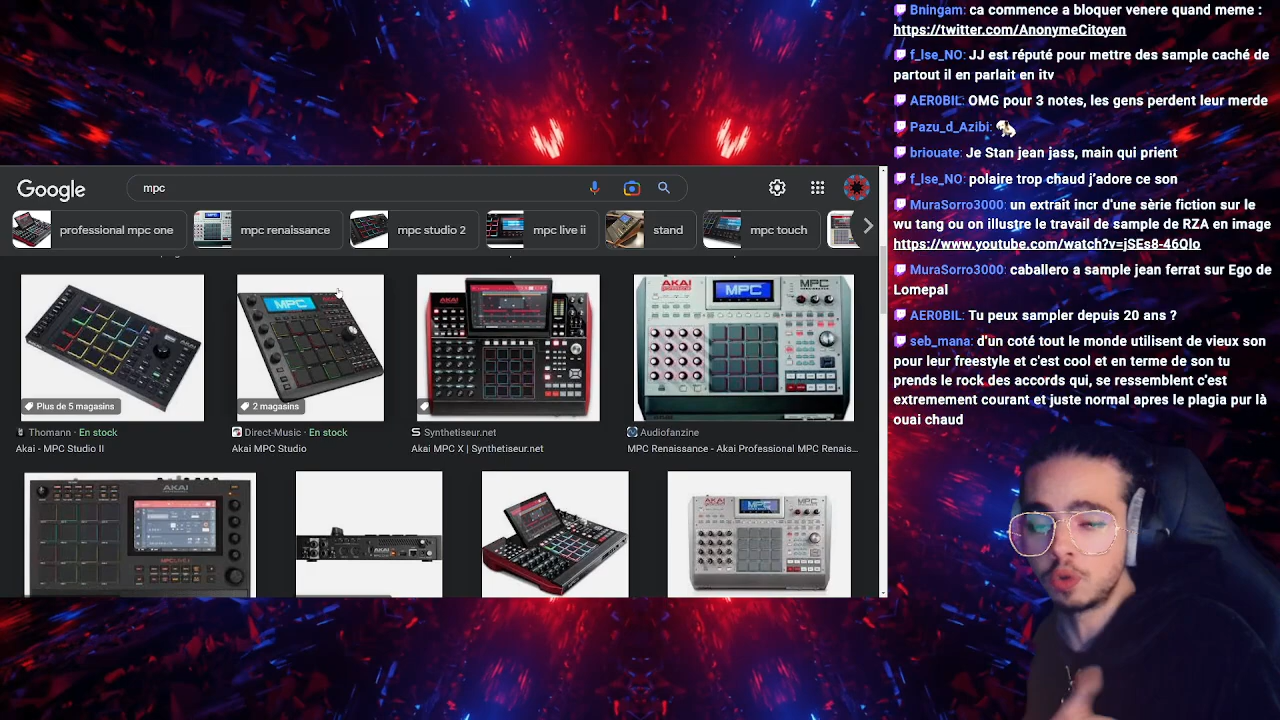 Google
mpc
professional mpc one
mpc renaissance
mpc studio 2
mpc live ii
stand
mpc touch
Plus de 5 magasins
Thomann · En stock
Akai - MPC Studio II
MPC
2 magasins
Direct-Music · En stock
Akai MPC Studio
AKAI
Synthetiseur.net
Akai MPC X | Synthetiseur.net
AKAI
MPC
MPC
Audiofanzine
MPC Renaissance - Akai Professional MPC Renais...
AKAI
AKAI
AKAI
MPC
Bningam: ca commence a bloquer venere quand meme :
https://twitter.com/AnonymeCitoyen
f_lse_NO: JJ est réputé pour mettre des sample caché de
partout il en parlait en itv
AER0BIL: OMG pour 3 notes, les gens perdent leur merde
Pazu_d_Azibi:
briouate: Je Stan jean jass, main qui prient
f_lse_NO: polaire trop chaud j'adore ce son
MuraSorro3000: un extrait incr d'une sèrie fiction sur le
wu tang ou on illustre le travail de sample de RZA en image
https://www.youtube.com/watch?v=jSEs8-46Qlo
MuraSorro3000: caballero a sample jean ferrat sur Ego de
Lomepal
AER0BIL: Tu peux sampler depuis 20 ans ?
seb_mana: d'un coté tout le monde utilisent de vieux son
pour leur freestyle et c'est cool et en terme de son tu
prends le rock des accords qui, se ressembent c'est
extremement courant et juste normal apres le plagia pur là
ouai chaud